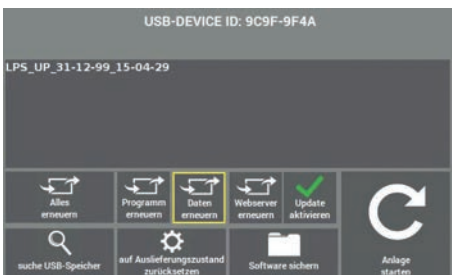 USB-DEVICE ID: 9C9F-9F4A
LPS_UP_31-12-99_15-04-29
Alles
erneuern
Programm
erneuern
Daten
erneuern
Webserver
erneuern
Update
aktivieren
suche USB-Speicher
auf Auslieferungszustand
zurücksetzen
Software sichern
Anlage
starten